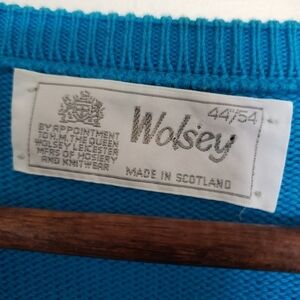 44"/54
Wolsey
BY APPOINTMENT
TO H.M. THE QUEEN
WOLSEY LEICESTER
MFRS OF HOSIERY
AND KNITWEAR
MADE IN SCOTLAND